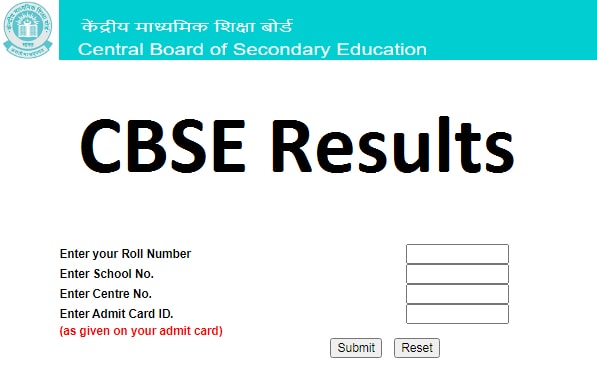 केंद्रीय माध्यमिक शिक्षा बोर्ड
Central Board of Secondary Education
CBSE Results
Enter your Roll Number
Enter School No.
Enter Centre No.
Enter Admit Card ID.
(as given on your admit card)
Submit Reset